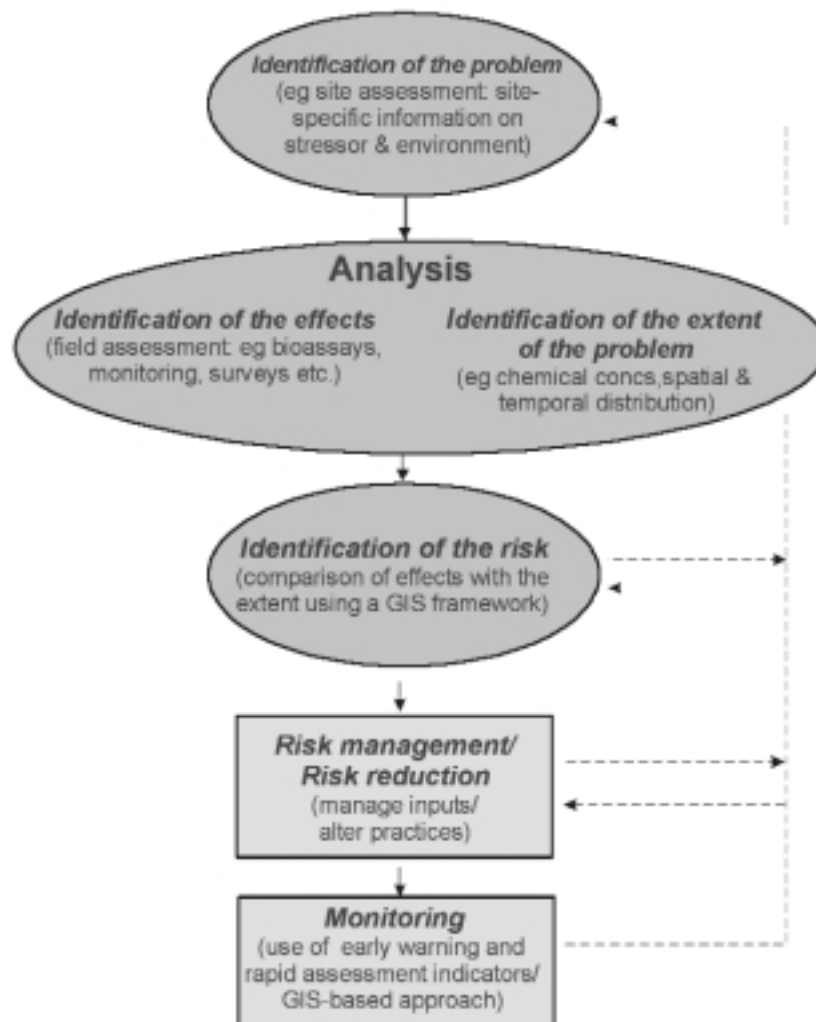 Identification of the problem
(eg site assessment: site-
specific information on
stressor & environment)
Analysis
Identification of the effects
(field assessment: eg bioassays,
monitoring, surveys etc.)
Identification of the extent
of the problem
(eg chemical concs,spatial &
temporal distribution)
Identification of the risk
(comparison of effects with the
extent using a GIS framework)
Risk management/
Risk reduction
(manage inputs/
alter practices)
Monitoring
(use of early warning and
rapid assessment indicators/
GIS-based approach)